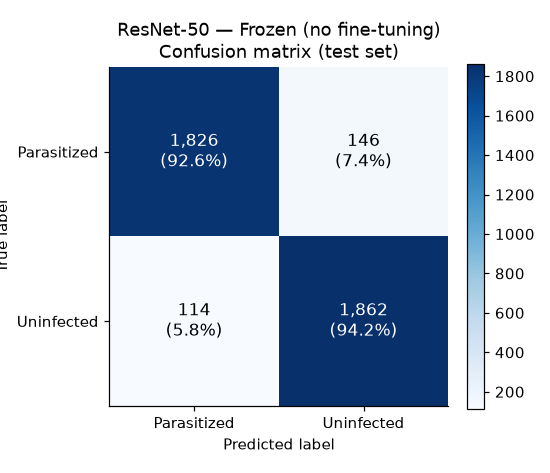 ResNet-50 — Frozen (no fine-tuning)
Confusion matrix (test set)
Parasitized
1,826
(92.6%)
146
(7.4%)
Uninfected
114
(5.8%)
1,862
(94.2%)
Parasitized
Uninfected
Predicted label
label
1800
1600
1400
1200
1000
800
600
400
200